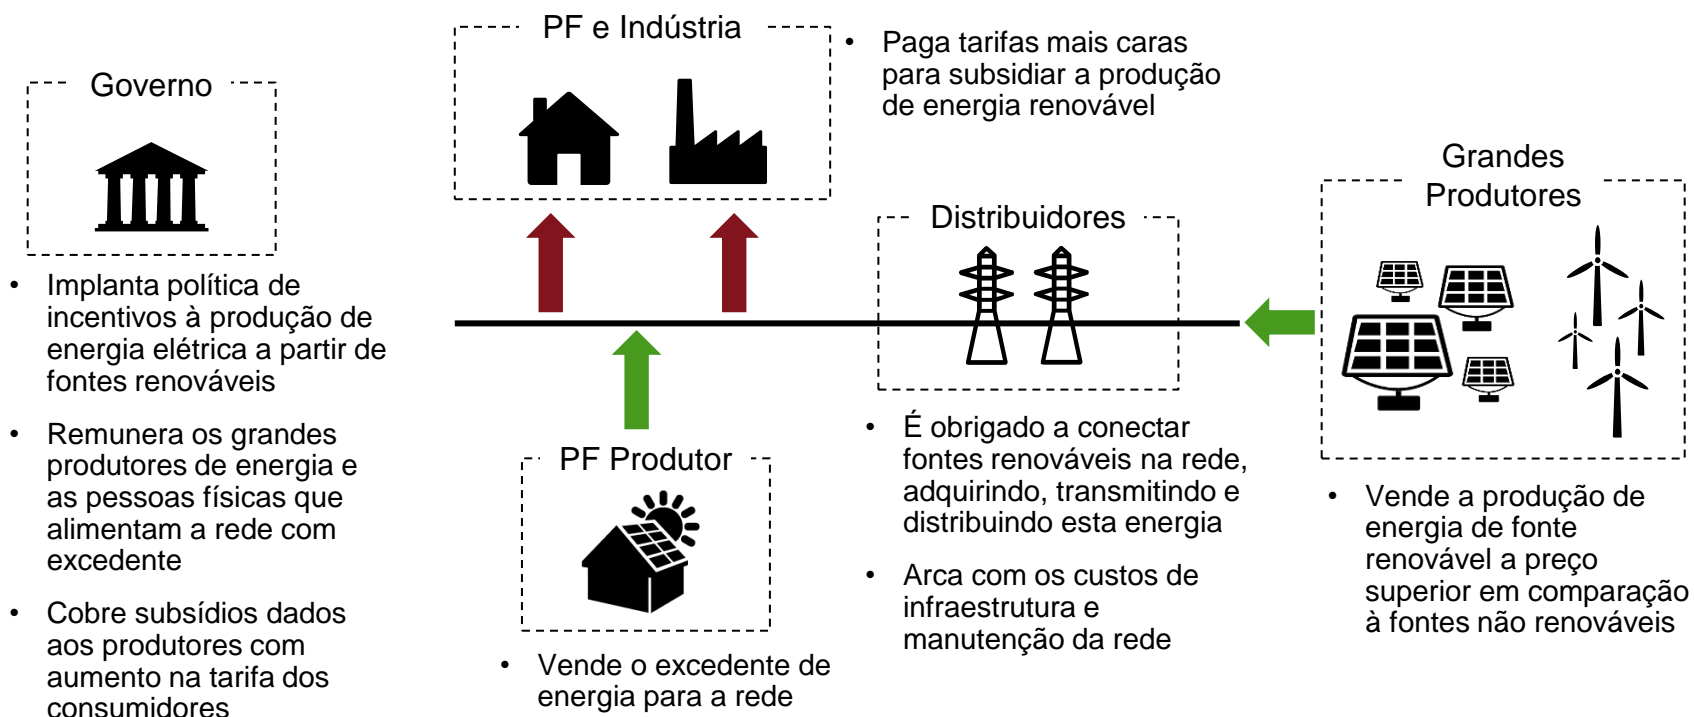 Governo
• Implanta política de
incentivos à produção de
energia elétrica a partir de
fontes renováveis
• Remunera os grandes
produtores de energia e
as pessoas físicas que
alimentam a rede com
excedente
• Cobre subsídios dados
aos produtores com
aumento na tarifa dos
consumidores
PF e Indústria
• Paga tarifas mais caras
para subsidiar a produção
de energia renovável
PF Produtor
• Vende o excedente de
energia para a rede
Distribuidores
• É obrigado a conectar
fontes renováveis na rede,
adquirindo, transmitindo e
distribuindo esta energia
• Arca com os custos de
infraestrutura e
manutenção da rede
Grandes
Produtores
• Vende a produção de
energia de fonte
renovável a preço
superior em comparação
à fontes não renováveis